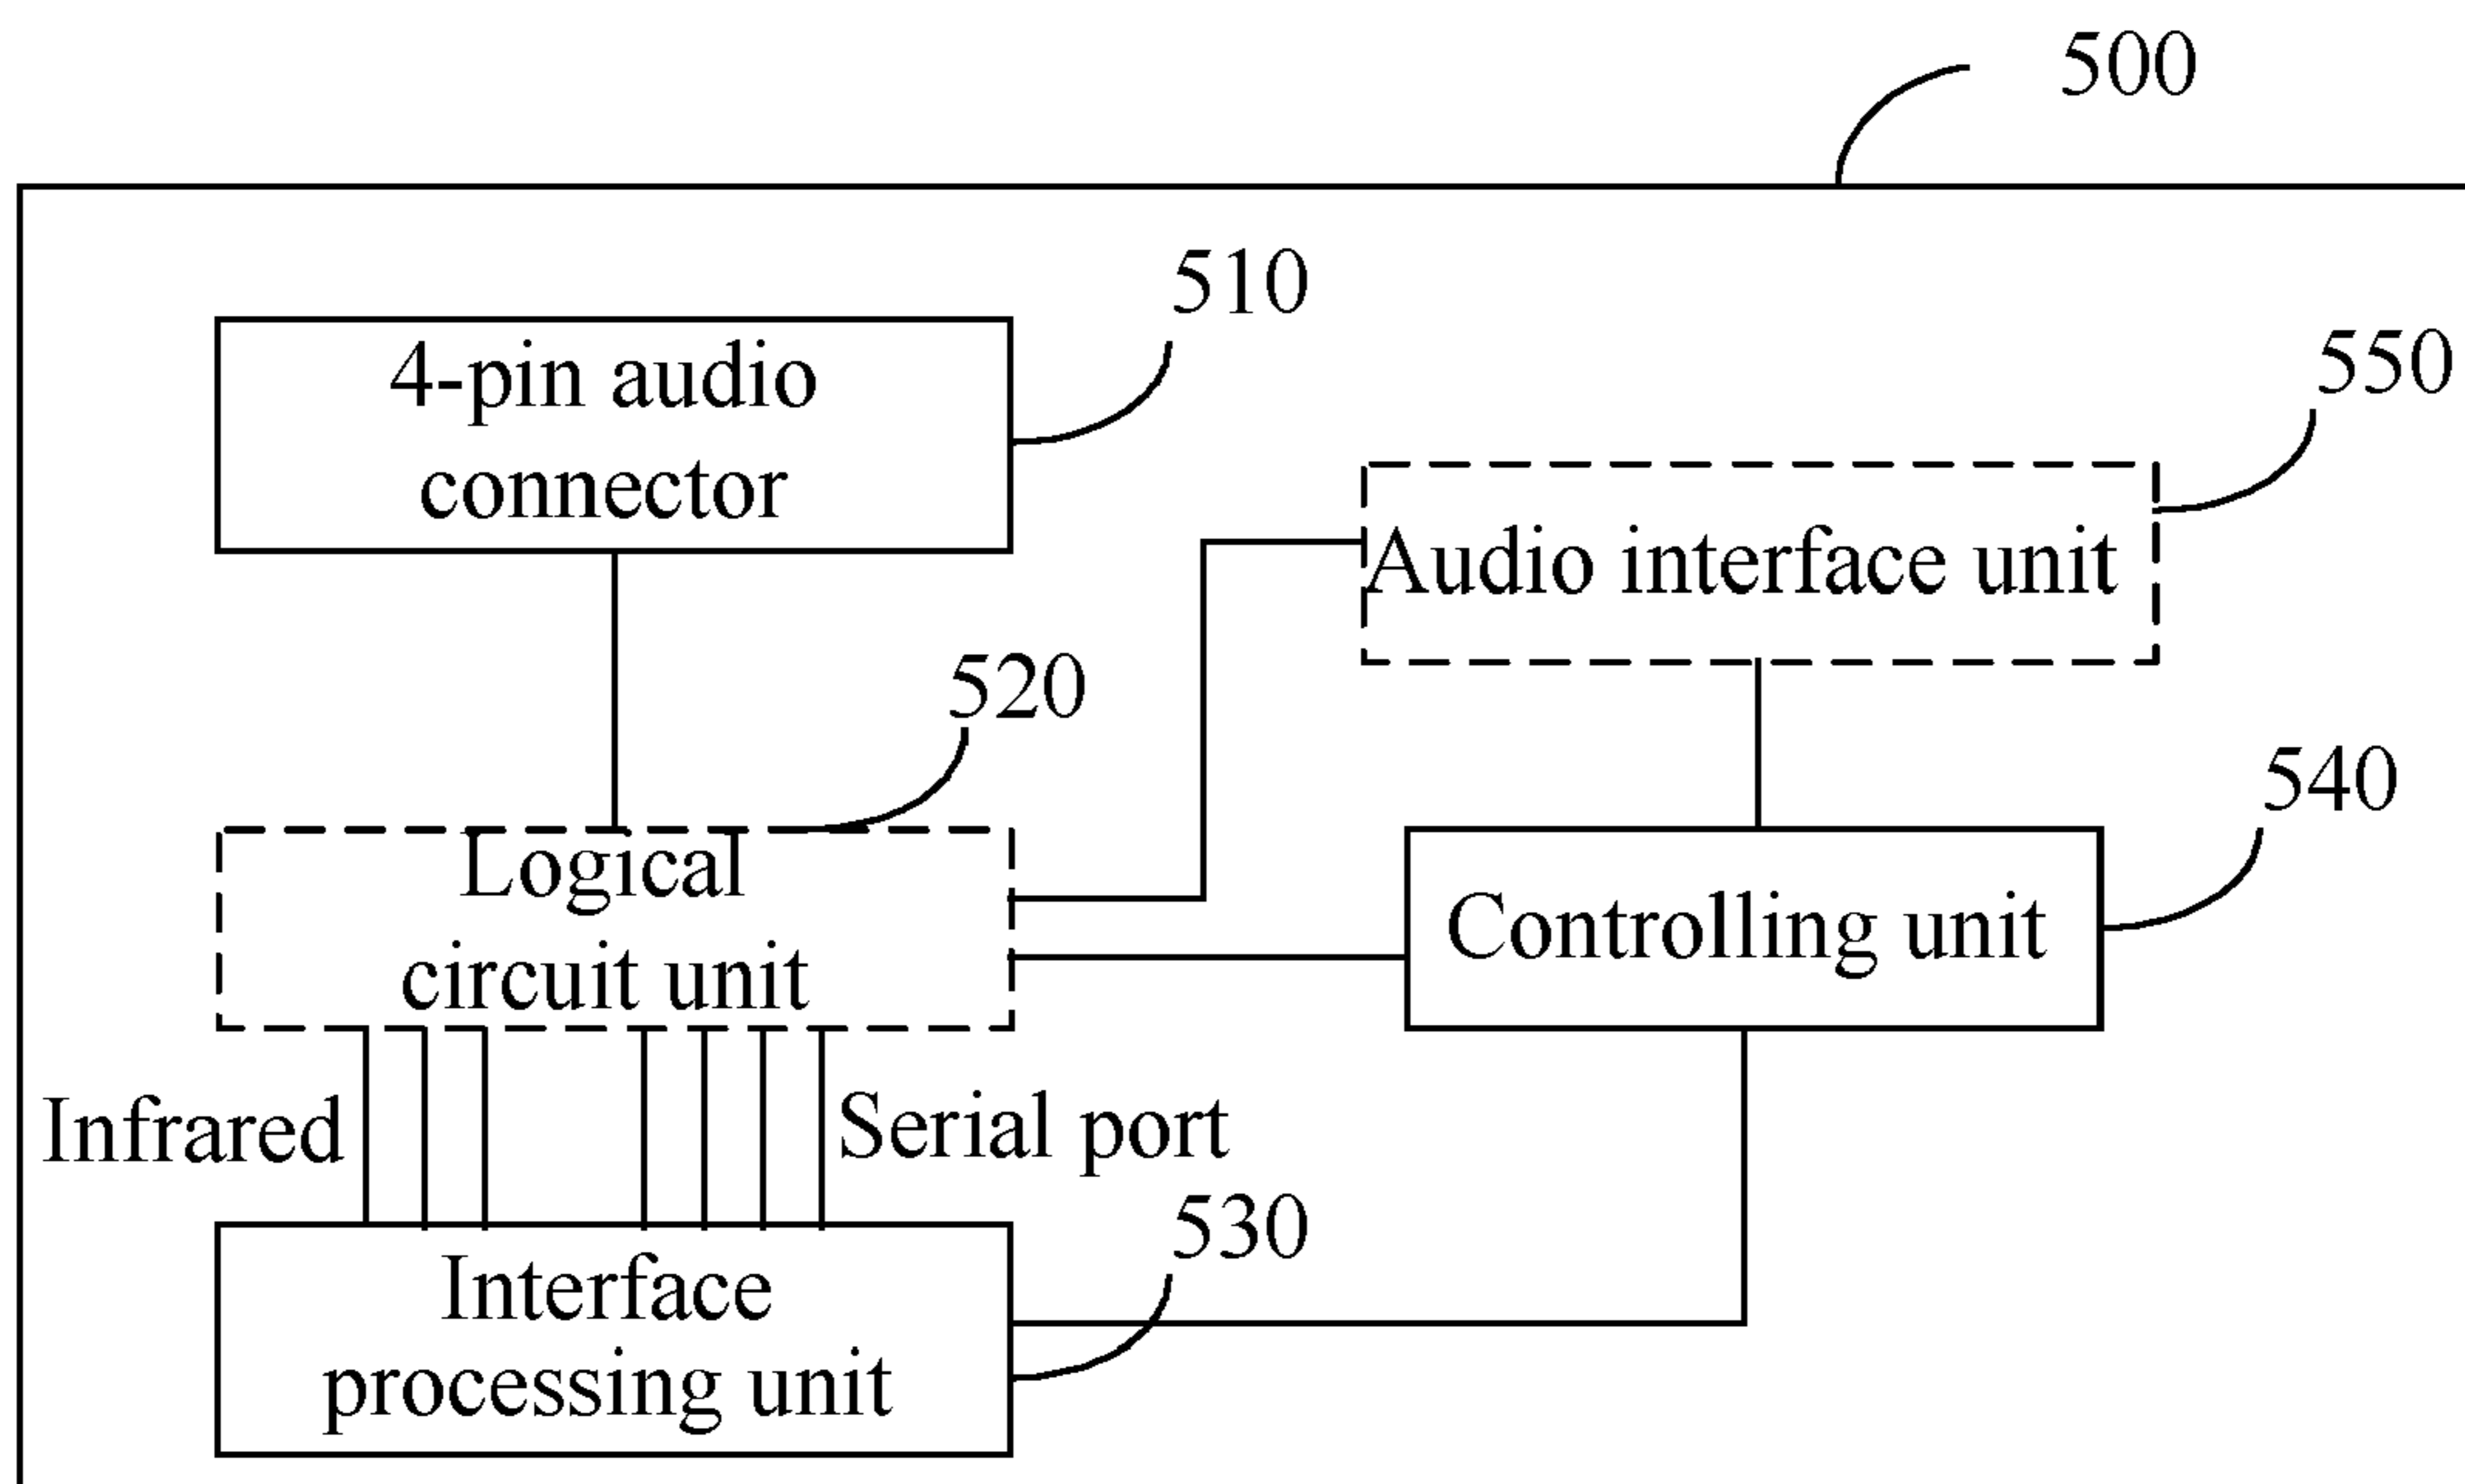 500
510
4-pin audio
connector
550
Audio interface unit
520
540
Logical
circuit unit
Controlling unit
Infrared
Serial port
530
Interface
processing unit